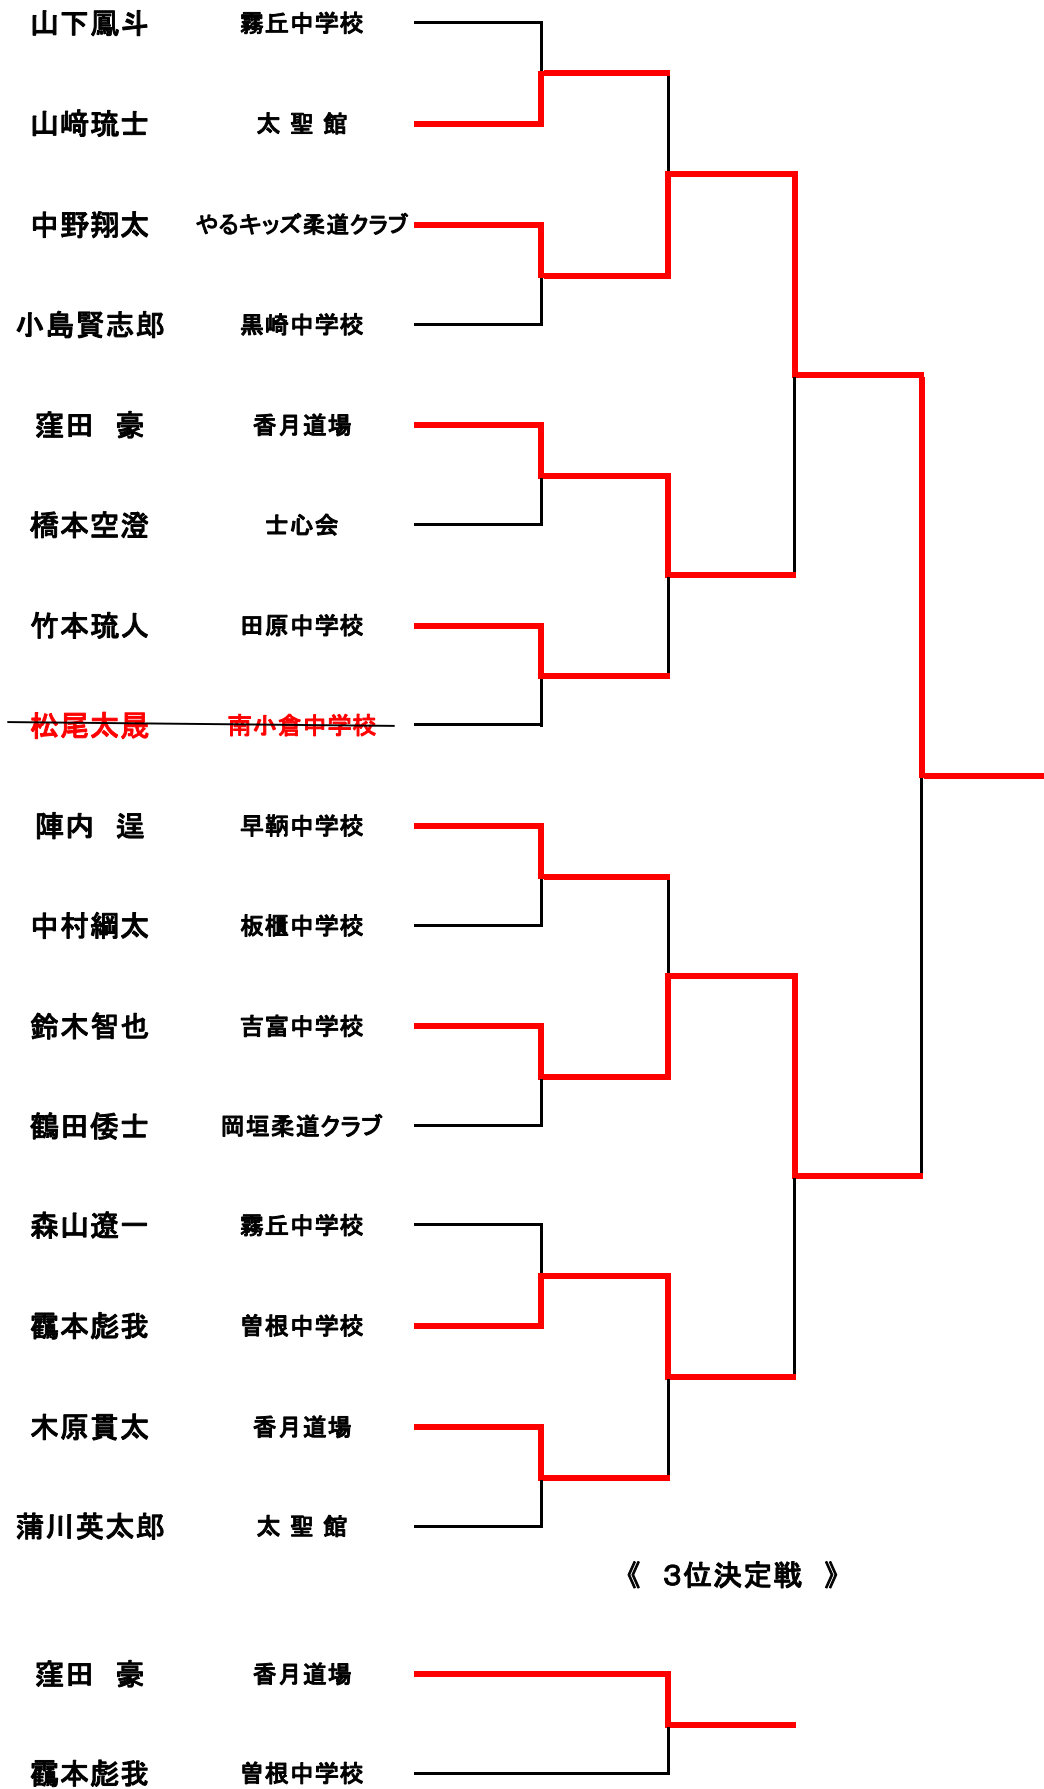 山下鳳斗 霧丘中学校
山﨑琉士 太 聖 館
中野翔太 やるキッズ柔道クラブ
小島賢志郎 黒崎中学校
窪田 豪 香月道場
橋本空澄 士心会
竹本琉人 田原中学校
松尾太晟 南小倉中学校
陣内 逞 早鞆中学校
中村綱太 板櫃中学校
鈴木智也 吉富中学校
鶴田倭士 岡垣柔道クラブ
森山遼一 霧丘中学校
靏本彪我 曽根中学校
木原貫太 香月道場
蒲川英太郎 太 聖 館
《 3位決定戦 》
窪田 豪 香月道場
靏本彪我 曽根中学校